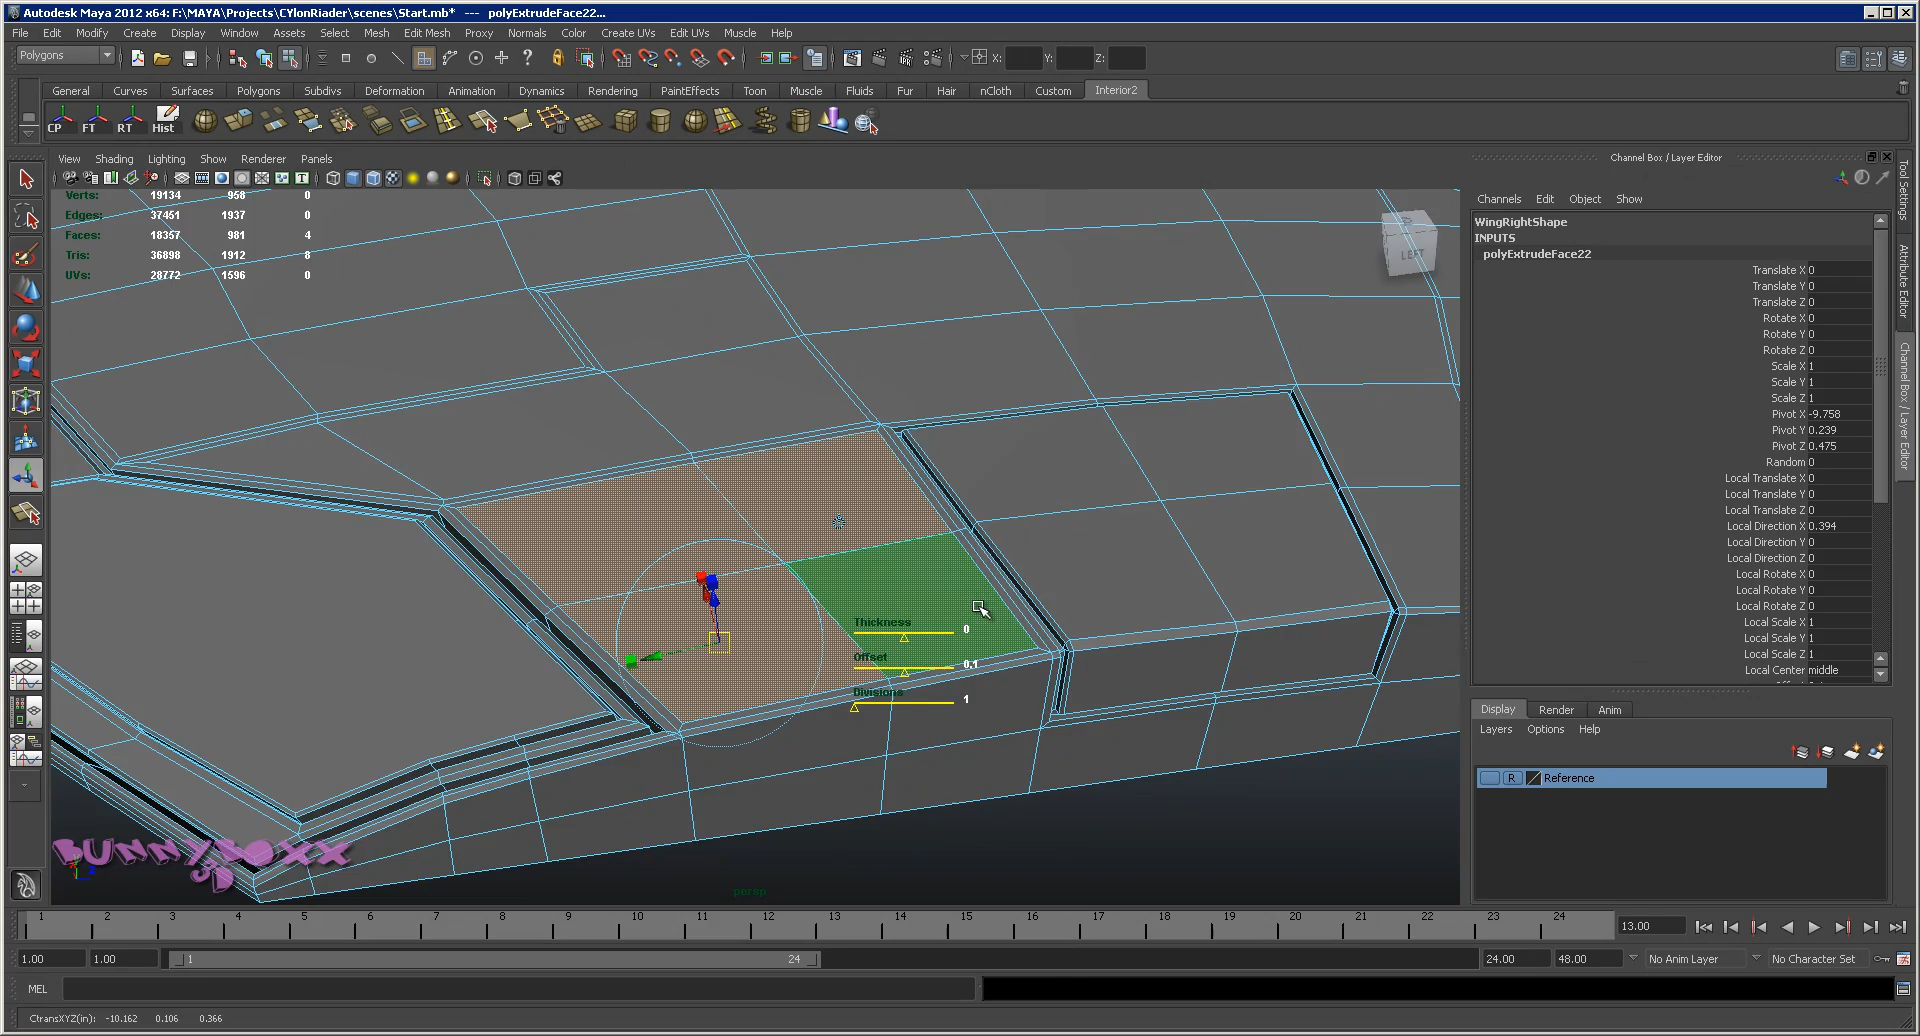 Autodesk Maya 2012 x64: F:\MAYA\Projects\CYlonRiader\scenes\Start.mb* --- polyExtrudeFace22...
File Edit Modify Create Display Window Assets Select Mesh Edit Mesh Proxy Normals Color Create UVs Edit UVs Muscle Help
Polygons X: Y: Z:
General Curves Surfaces Polygons Subdivs Deformation Animation Dynamics Rendering PaintEffects Toon Muscle Fluids Fur Hair nCloth Custom Interior2
CP FT RT Hist
View Shading Lighting Show Renderer Panels
Verts: 19134 958 0
Edges: 37451 1937 0
Faces: 18357 981 4
Tris: 36898 1912 8
UVs: 28772 1596 0
LEFT
Thickness 0
Offset 0.1
Divisions 1
BUNNYFOXX
3D
Z
persp
Channel Box / Layer Editor
Channels Edit Object Show
WingRightShape
INPUTS
polyExtrudeFace22
Translate X 0
Translate Y 0
Translate Z 0
Rotate X 0
Rotate Y 0
Rotate Z 0
Scale X 1
Scale Y 1
Scale Z 1
Pivot X -9.758
Pivot Y 0.239
Pivot Z 0.475
Random 0
Local Translate X 0
Local Translate Y 0
Local Translate Z 0
Local Direction X 0.394
Local Direction Y 0
Local Direction Z 0
Local Rotate X 0
Local Rotate Y 0
Local Rotate Z 0
Local Scale X 1
Local Scale Y 1
Local Scale Z 1
Local Center middle
Display Render Anim
Layers Options Help
R Reference
Tool Settings
Attribute Editor
Channel Box / Layer Editor
1 2 3 4 5 6 7 8 9 10 11 12 13 14 15 16 17 18 19 20 21 22 23 24
13.00
1.00 1.00 1 24 24.00 48.00 No Anim Layer No Character Set
MEL
CtransXYZ(in): -10.162 0.106 0.366